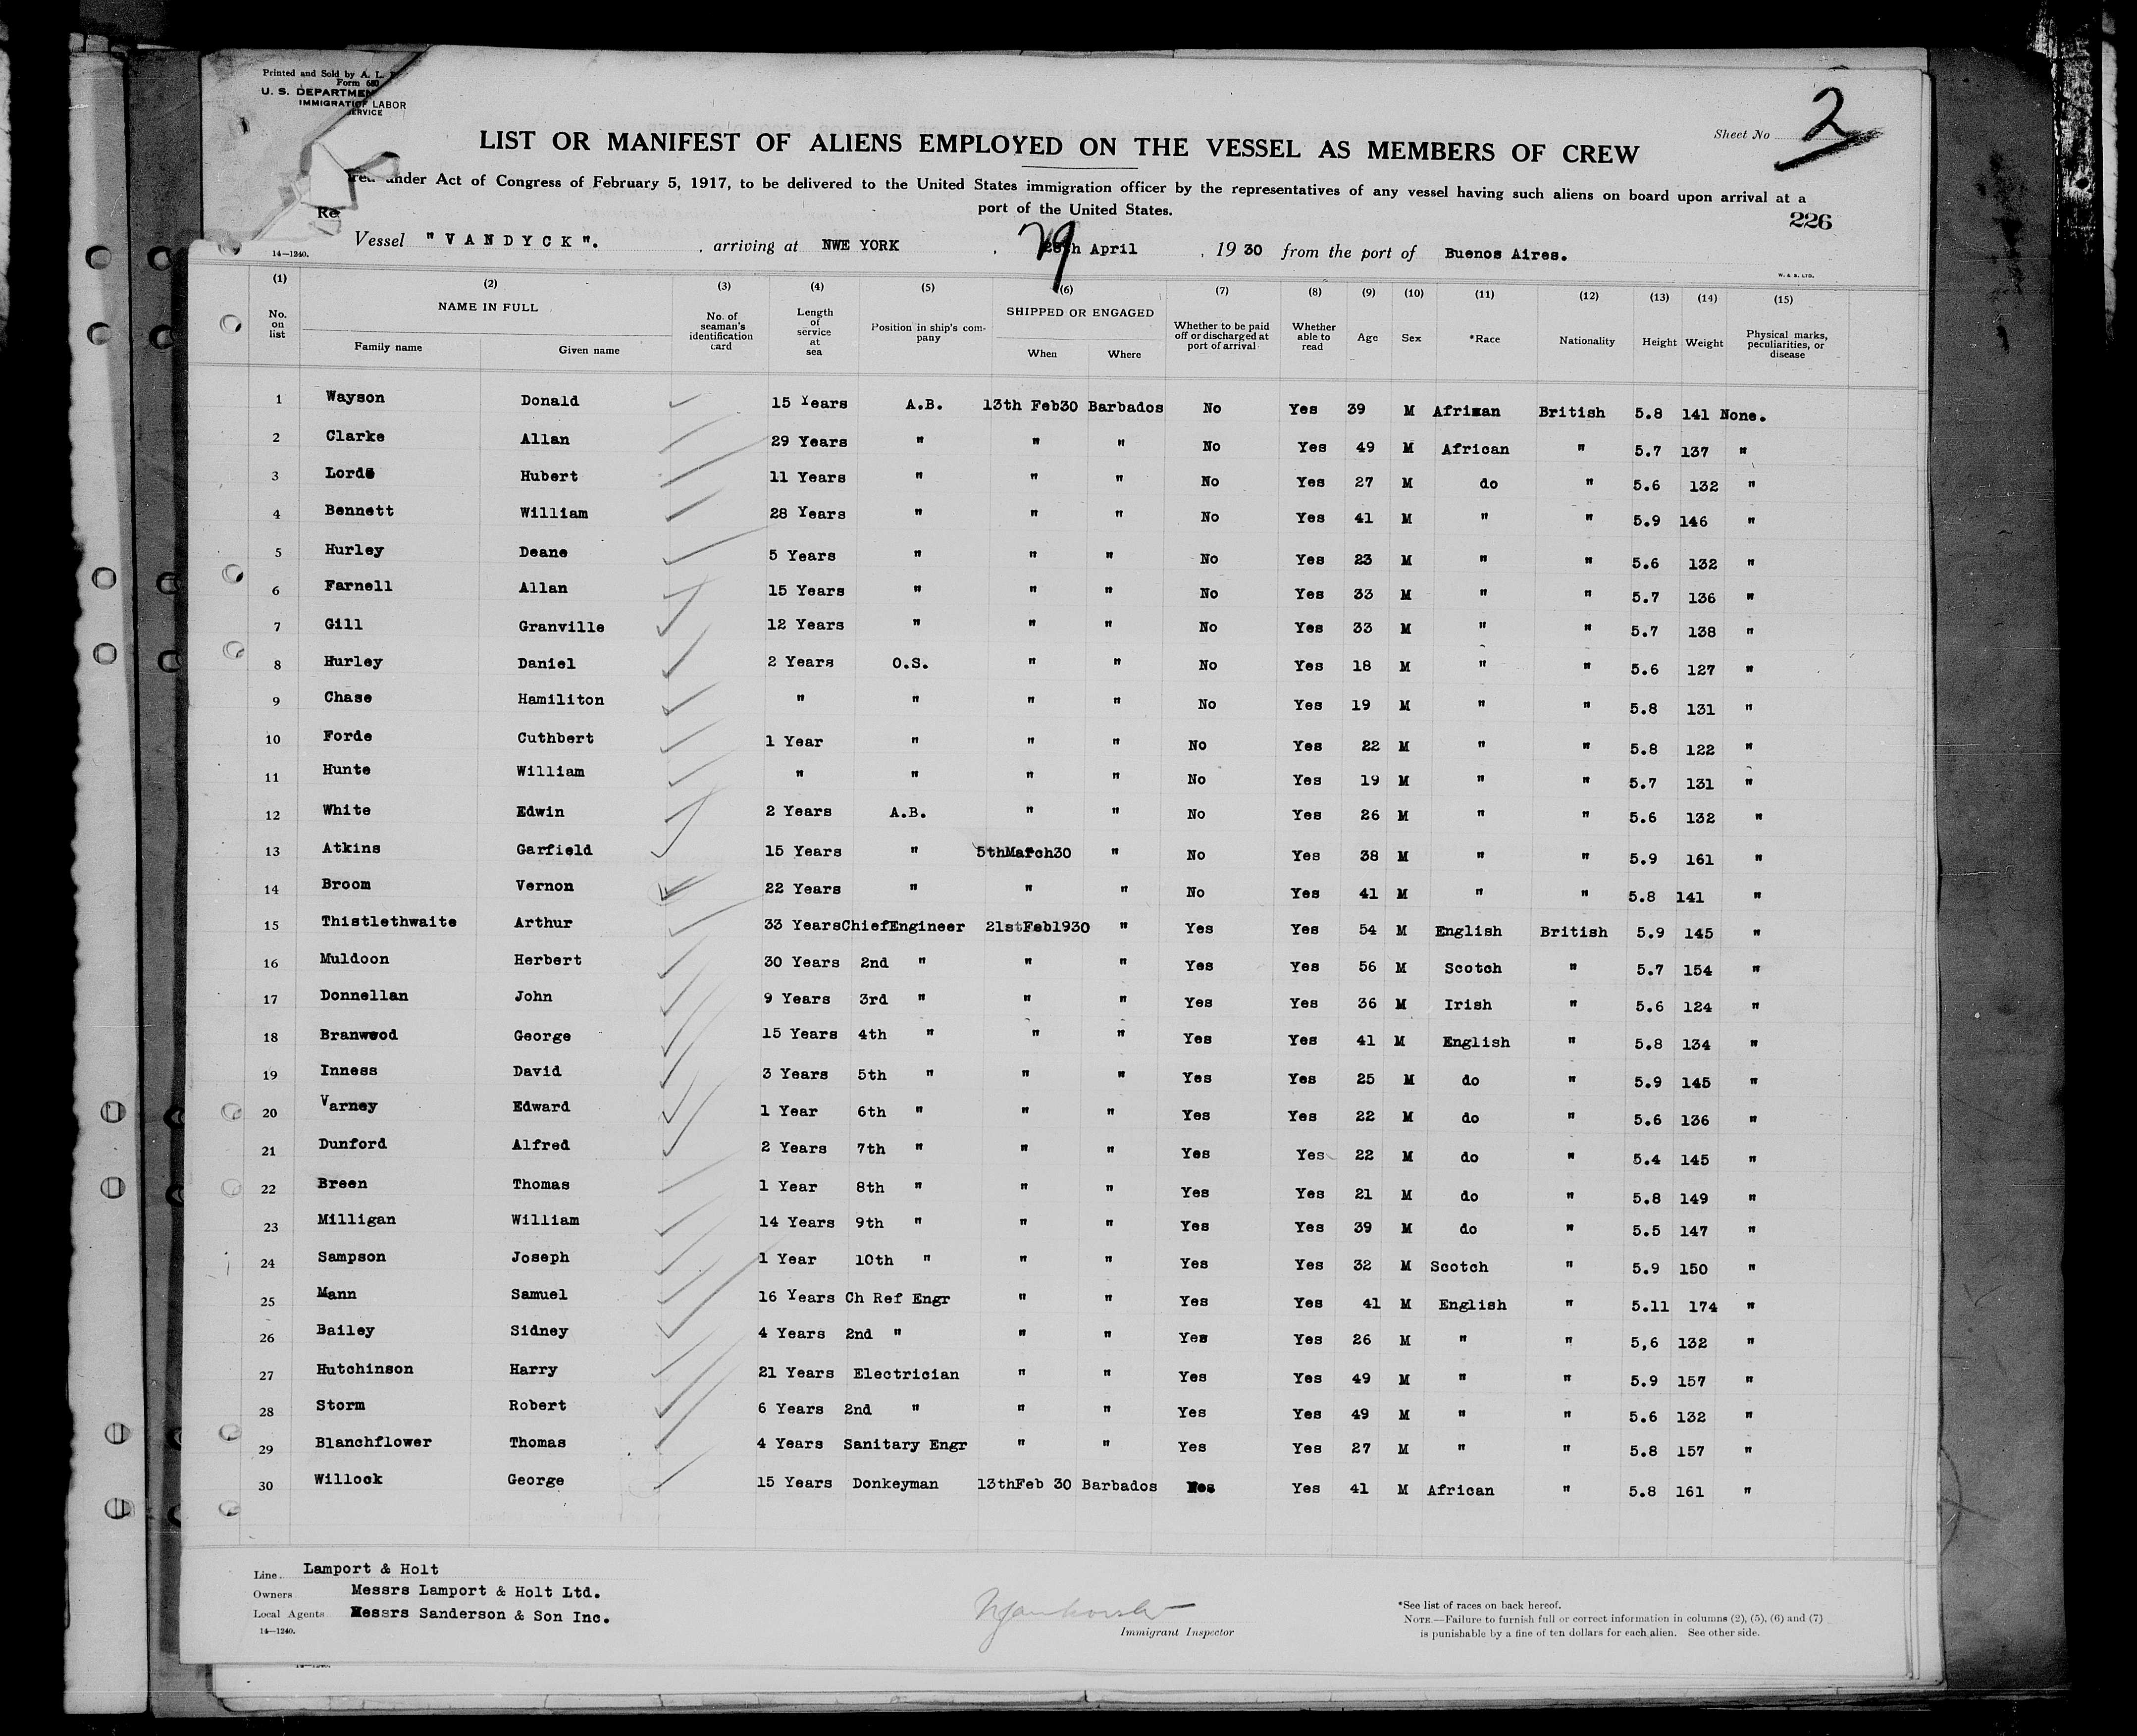 Printed and Sold by A. L.
Form 680
U. S. DEPARTMEN
IMMIGRATIOF LABOR
SERVICE
Sheet No 2
LIST OR MANIFEST OF ALIENS EMPLOYED ON THE VESSEL AS MEMBERS OF CREW
under Act of Congress of February 5, 1917, to be delivered to the United States immigration officer by the representatives of any vessel having such aliens on board upon arrival at a
Re port of the United States.
226
Vessel "VANDYCK". , arriving at NWE YORK , 29 April , 19 30 from the port of Buenos Aires.
14—1240.
W. & S. LTD.
(1) (2) (3) (4) (5) (6) (7) (8) (9) (10) (11) (12) (13) (14) (15)
No. on list NAME IN FULL Family name Given name No. of seaman's identification card Length of service at sea Position in ship's company SHIPPED OR ENGAGED When Where Whether to be paid off or discharged at port of arrival Whether able to read Age Sex *Race Nationality Height Weight Physical marks, peculiarities, or disease
1 Wayson Donald 15 Years A.B. 13th Feb30 Barbados No Yes 39 M African British 5.8 141 None.
2 Clarke Allan 29 Years " " " No Yes 49 M African " 5.7 137 "
3 Lords Hubert 11 Years " " " No Yes 27 M do " 5.6 132 "
4 Bennett William 28 Years " " " No Yes 41 M " " 5.9 146 "
5 Hurley Deane 5 Years " " " No Yes 23 M " " 5.6 132 "
6 Farnell Allan 15 Years " " " No Yes 33 M " " 5.7 136 "
7 Gill Granville 12 Years " " " No Yes 33 M " " 5.7 138 "
8 Hurley Daniel 2 Years O.S. " " No Yes 18 M " " 5.6 127 "
9 Chase Hamiliton " " " " No Yes 19 M " " 5.8 131 "
10 Forde Cuthbert 1 Year " " " No Yes 22 M " " 5.8 122 "
11 Hunte William " " " " No Yes 19 M " " 5.7 131 "
12 White Edwin 2 Years A.B. " " No Yes 26 M " " 5.6 132 "
13 Atkins Garfield 15 Years " 5thMarch30 " No Yes 38 M " " 5.9 161 "
14 Broom Vernon 22 Years " " " No Yes 41 M " " 5.8 141 "
15 Thistlethwaite Arthur 33 YearsChiefEngineer 21stFeb1930 " Yes Yes 54 M English British 5.9 145 "
16 Muldoon Herbert 30 Years 2nd " " " Yes Yes 56 M Scotch " 5.7 154 "
17 Donnellan John 9 Years 3rd " " " Yes Yes 36 M Irish " 5.6 124 "
18 Branwood George 15 Years 4th " " " Yes Yes 41 M English " 5.8 134 "
19 Inness David 3 Years 5th " " " Yes Yes 25 M do " 5.9 145 "
20 Varney Edward 1 Year 6th " " " Yes Yes 22 M do " 5.6 136 "
21 Dunford Alfred 2 Years 7th " " " Yes Yes 22 M do " 5.4 145 "
22 Breen Thomas 1 Year 8th " " " Yes Yes 21 M do " 5.8 149 "
23 Milligan William 14 Years 9th " " " Yes Yes 39 M do " 5.5 147 "
24 Sampson Joseph 1 Year 10th " " " Yes Yes 32 M Scotch " 5.9 150 "
25 Mann Samuel 16 Years Ch Ref Engr " " Yes Yes 41 M English " 5.11 174 "
26 Bailey Sidney 4 Years 2nd " " " Yes Yes 26 M " " 5,6 132 "
27 Hutchinson Harry 21 Years Electrician " " Yes Yes 49 M " " 5.9 157 "
28 Storm Robert 6 Years 2nd " " " Yes Yes 49 M " " 5.6 132 "
29 Blanchflower Thomas 4 Years Sanitary Engr " " Yes Yes 27 M " " 5.8 157 "
30 Willock George 15 Years Donkeyman 13thFeb 30 Barbados Yes Yes 41 M African " 5.8 161 "
Line Lamport & Holt
Owners Messrs Lamport & Holt Ltd.
Local Agents Messrs Sanderson & Son Inc.
14—1240.
Immigrant Inspector
*See list of races on back hereof.
NOTE.—Failure to furnish full or correct information in columns (2), (5), (6) and (7)
is punishable by a fine of ten dollars for each alien. See other side.